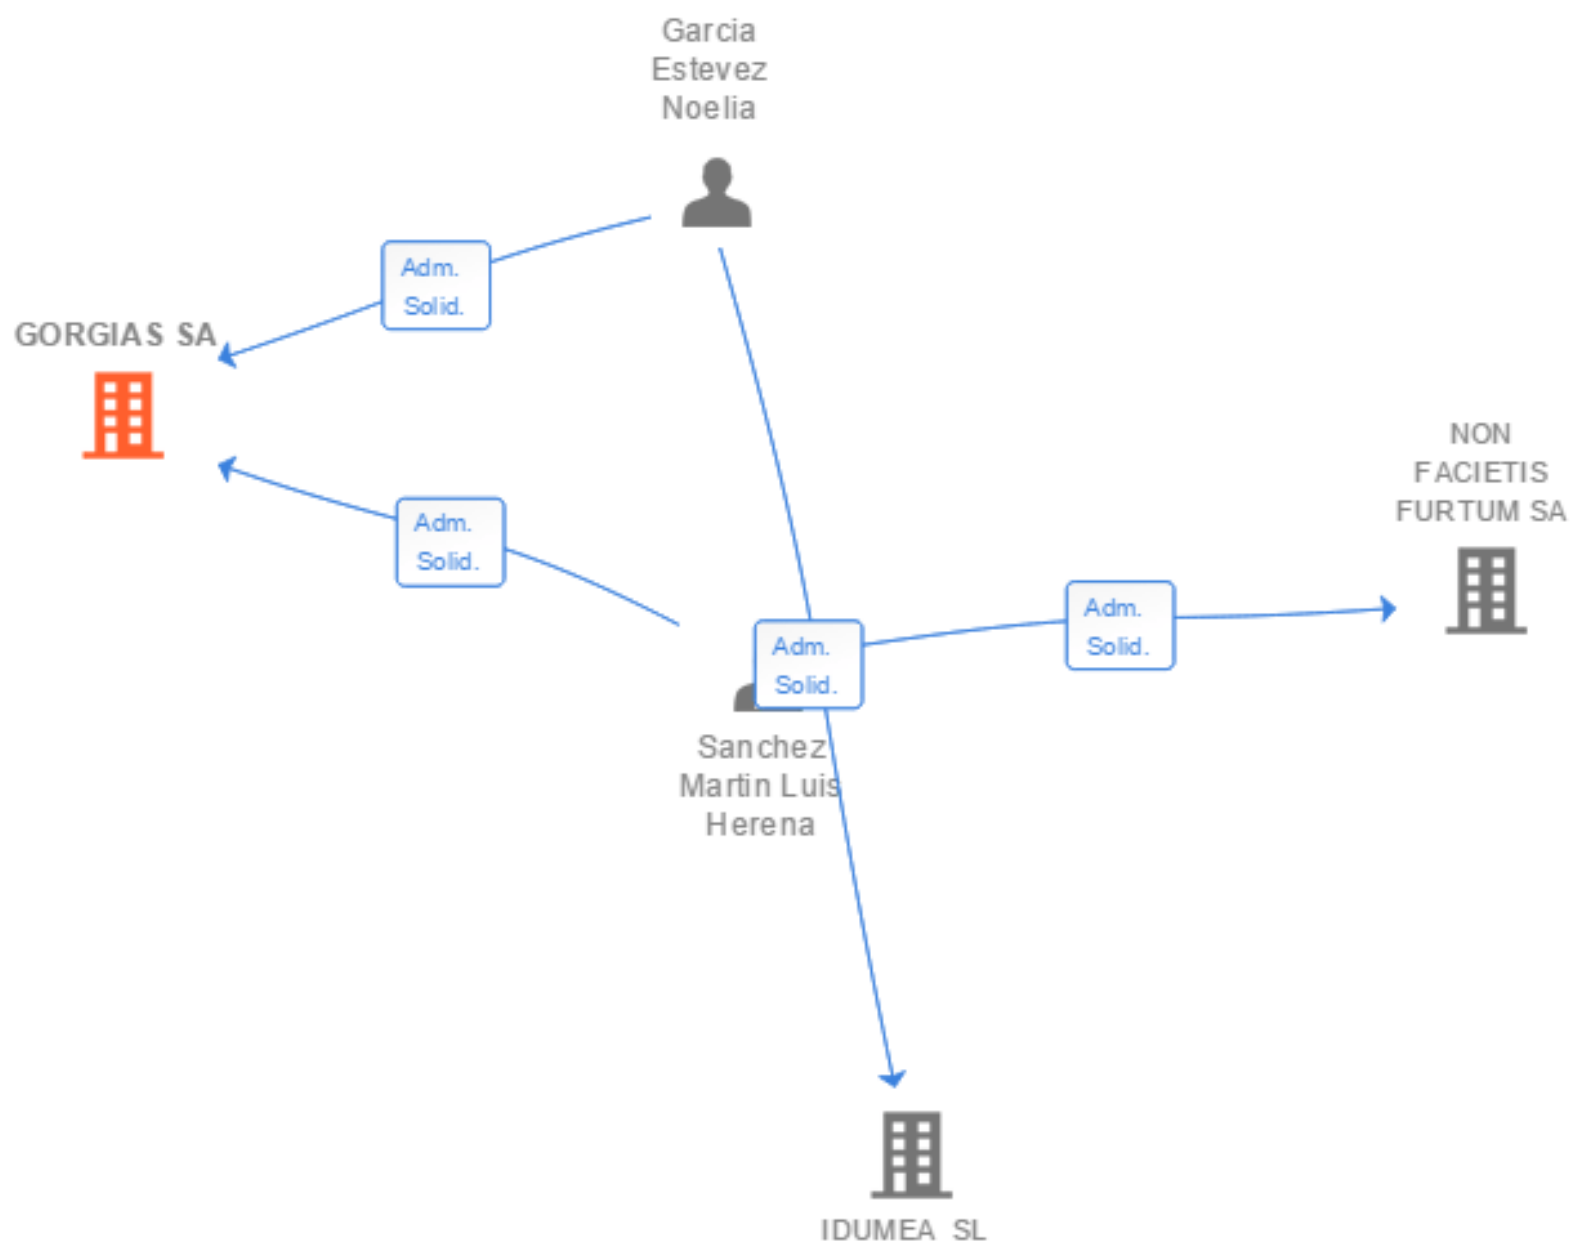 Garcia
Estevez
Noelia
Adm.
Solid.
GORGIAS SA
NON
FACIETIS
FURTUM SA
Adm.
Solid.
Adm.
Solid.
Adm.
Solid.
Sanchez
Martin Luis
Herena
IDUMEA SL